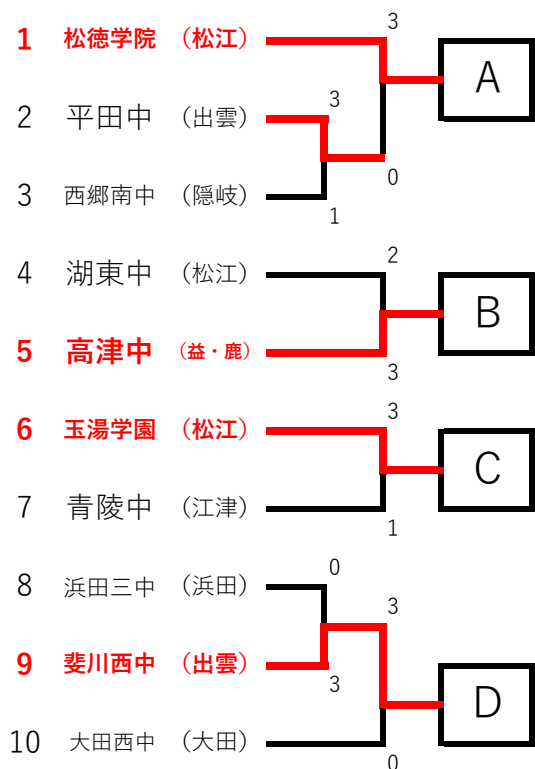 3
1 松徳学院 (松江)
A
2 平田中 (出雲)
3
0
3 西郷南中 (隠岐)
1
4 湖東中 (松江)
2
B
5 高津中 (益・鹿)
3
6 玉湯学園 (松江)
3
C
7 青陵中 (江津)
1
8 浜田三中 (浜田)
0
3
9 斐川西中 (出雲)
3
D
10 大田西中 (大田)
0